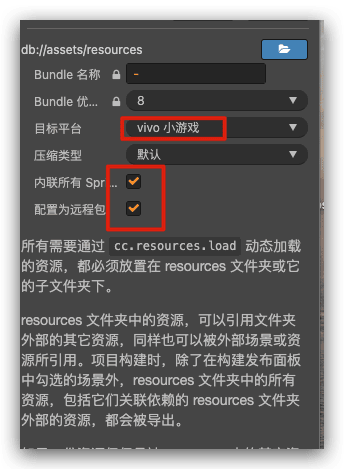 db://assets/resources
Bundle 名称 -
Bundle 优... 8
目标平台 vivo 小游戏
压缩类型 默认
内联所有 Spr...
配置为远程包
所有需要通过 cc.resources.load 动态加载
的资源，都必须放置在 resources 文件夹或它
的子文件夹下。
resources 文件夹中的资源，可以引用文件夹
外部的其它资源，同样也可以被外部场景或资
源所引用。项目构建时，除了在构建发布面板
中勾选的场景外，resources 文件夹中的所有
资源，包括它们关联依赖的 resources 文件夹
外部的资源，都会被导出。